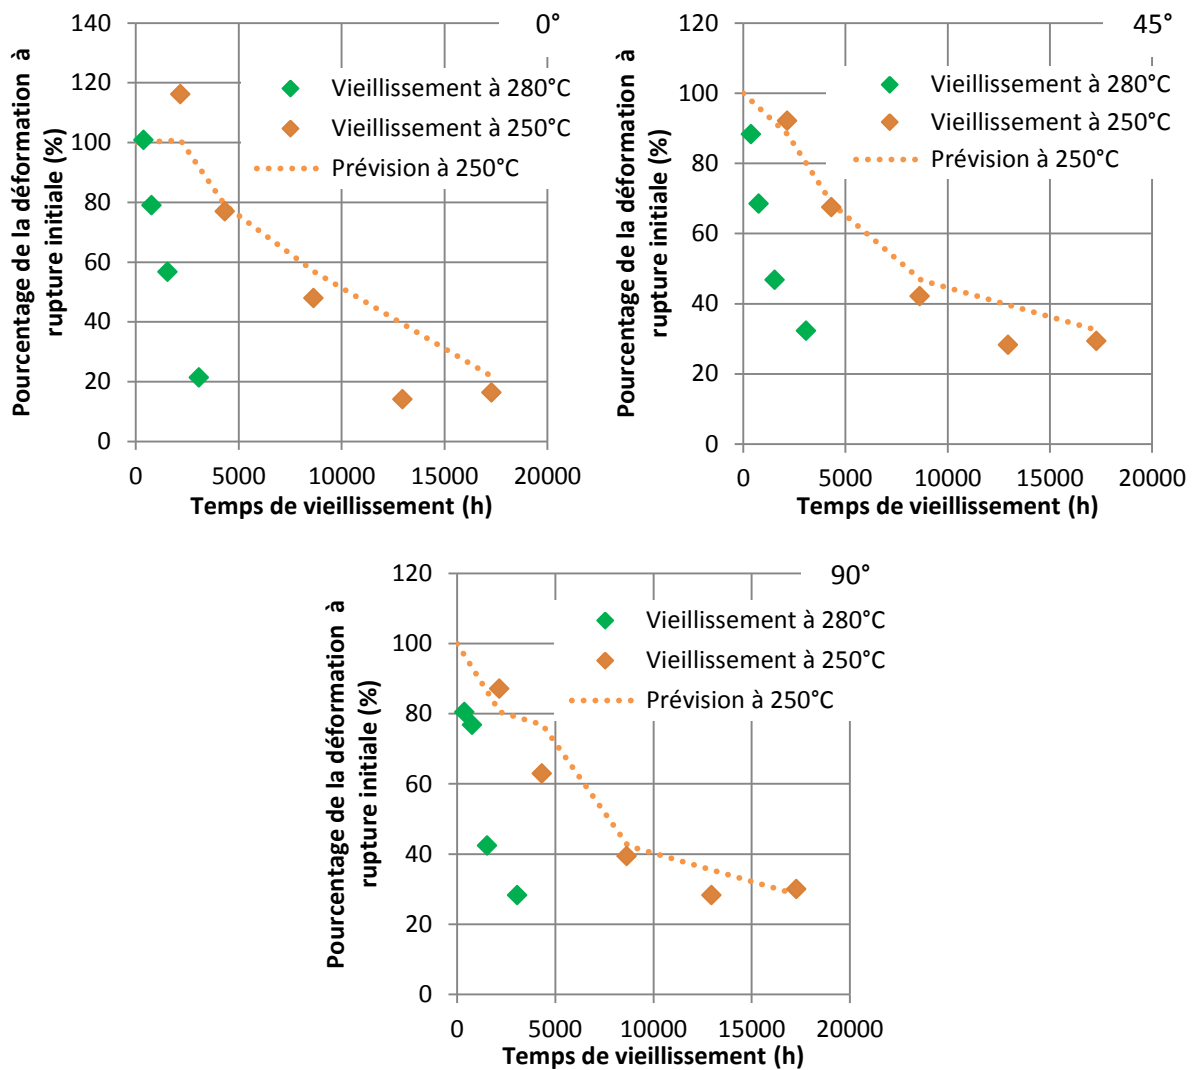 0°
Pourcentage de la déformation à
rupture initiale (%)
140
120
100
80
60
40
20
0
Vieillissement à 280°C
Vieillissement à 250°C
Prévision à 250°C
0 5000 10000 15000 20000
Temps de vieillissement (h)
45°
Pourcentage de la déformation à
rupture initiale (%)
120
100
80
60
40
20
0
Vieillissement à 280°C
Vieillissement à 250°C
Prévision à 250°C
0 5000 10000 15000 20000
Temps de vieillissement (h)
90°
Pourcentage de la déformation à
rupture initiale (%)
120
100
80
60
40
20
0
Vieillissement à 280°C
Vieillissement à 250°C
Prévision à 250°C
0 5000 10000 15000 20000
Temps de vieillissement (h)